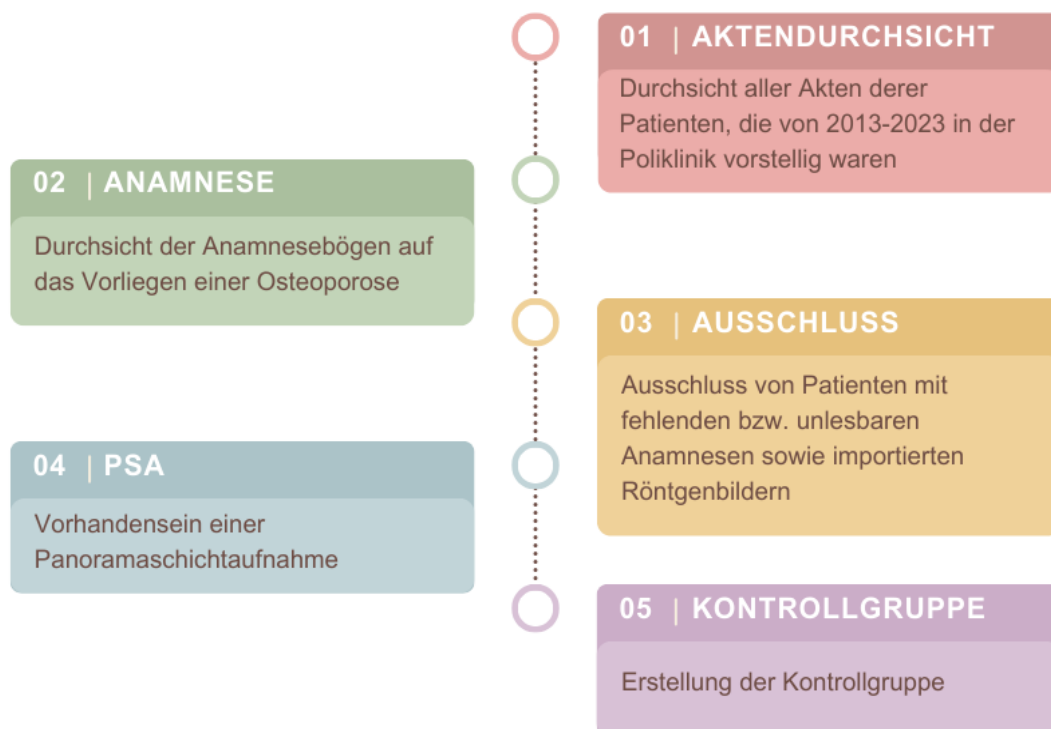 01 | AKTENDURCHSICHT
Durchsicht aller Akten derer
Patienten, die von 2013-2023 in der
Poliklinik vorstellig waren
02 | ANAMNESE
Durchsicht der Anamnesebögen auf
das Vorliegen einer Osteoporose
03 | AUSSCHLUSS
Ausschluss von Patienten mit
fehlenden bzw. unlesbaren
Anamnesen sowie importierten
Röntgenbildern
04 | PSA
Vorhandensein einer
Panoramaschichtaufnahme
05 | KONTROLLGRUPPE
Erstellung der Kontrollgruppe